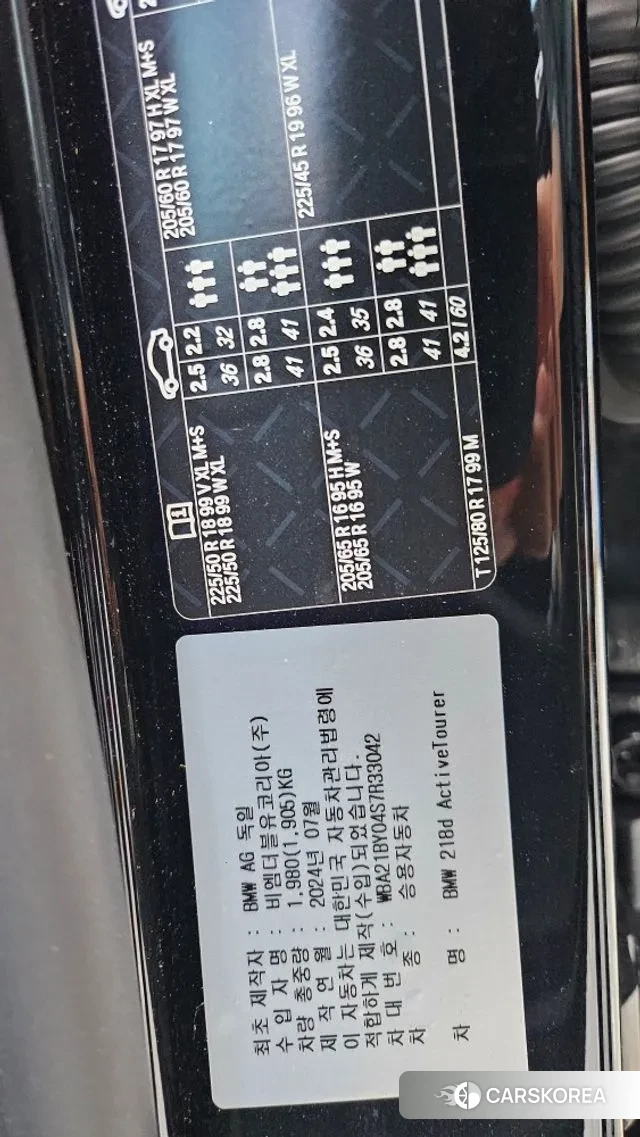 최초 제작자 : BMW AG 독일
수 입 자 명 : 비엠더블유코리아(주)
차량 총중량 : 1,980(1,905)KG
제 작 연 월 : 2024년 07월
이 자동차는 대한민국 자동차관리법령에
적합하게 제작(수입)되었습니다.
차 대 번 호 : WBA21BY04S7R33042
차 종 : 승용자동차
차 명 : BMW 218d ActiveTourer
225/50 R 18 99 V XL M+S
225/50 R 18 99 W XL
2.5 2.2
36 32
2.8 2.8
41 41
205/60 R 17 97 H XL M+S
205/60 R 17 97 W XL
205/65 R 16 95 H M+S
205/65 R 16 95 W
2.5 2.4
36 35
2.8 2.8
41 41
225/45 R 19 96 W XL
T 125/80 R 17 99 M
4.2 / 60
CARSKOREA